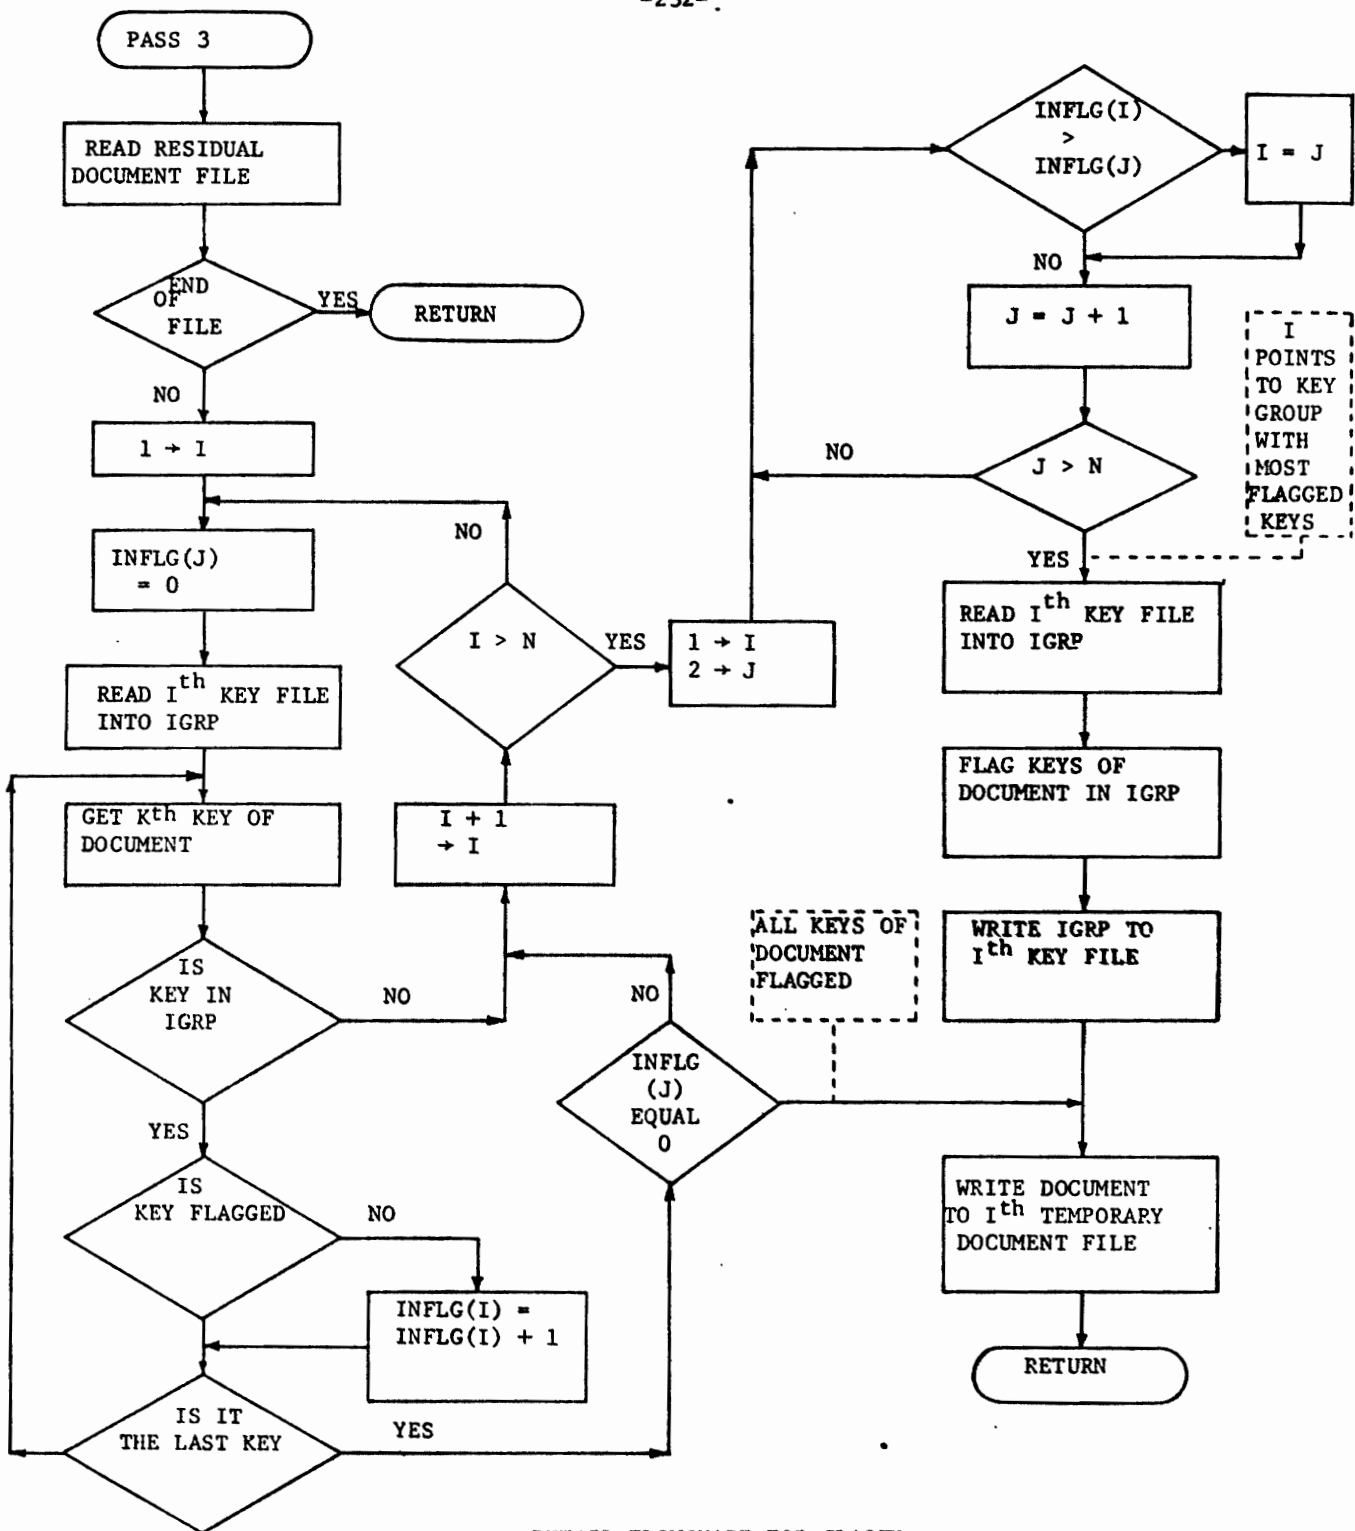 -232-.
PASS 3
READ RESIDUAL
DOCUMENT FILE
END
OF
FILE
YES
RETURN
NO
1 → I
INFLG(J)
= 0
READ Ith KEY FILE
INTO IGRP
GET Kth KEY OF
DOCUMENT
IS
KEY IN
IGRP
NO
YES
IS
KEY FLAGGED
NO
INFLG(I) =
INFLG(I) + 1
IS IT
THE LAST KEY
YES
NO
I > N
YES
I + 1
→ I
1 → I
2 → J
NO
INFLG
(J)
EQUAL
0
ALL KEYS OF
DOCUMENT
FLAGGED
INFLG(I)
>
INFLG(J)
I = J
NO
J = J + 1
J > N
NO
YES
I
POINTS
TO KEY
GROUP
WITH
MOST
FLAGGED
KEYS
READ Ith KEY FILE
INTO IGRP
FLAG KEYS OF
DOCUMENT IN IGRP
WRITE IGRP TO
Ith KEY FILE
WRITE DOCUMENT
TO Ith TEMPORARY
DOCUMENT FILE
RETURN